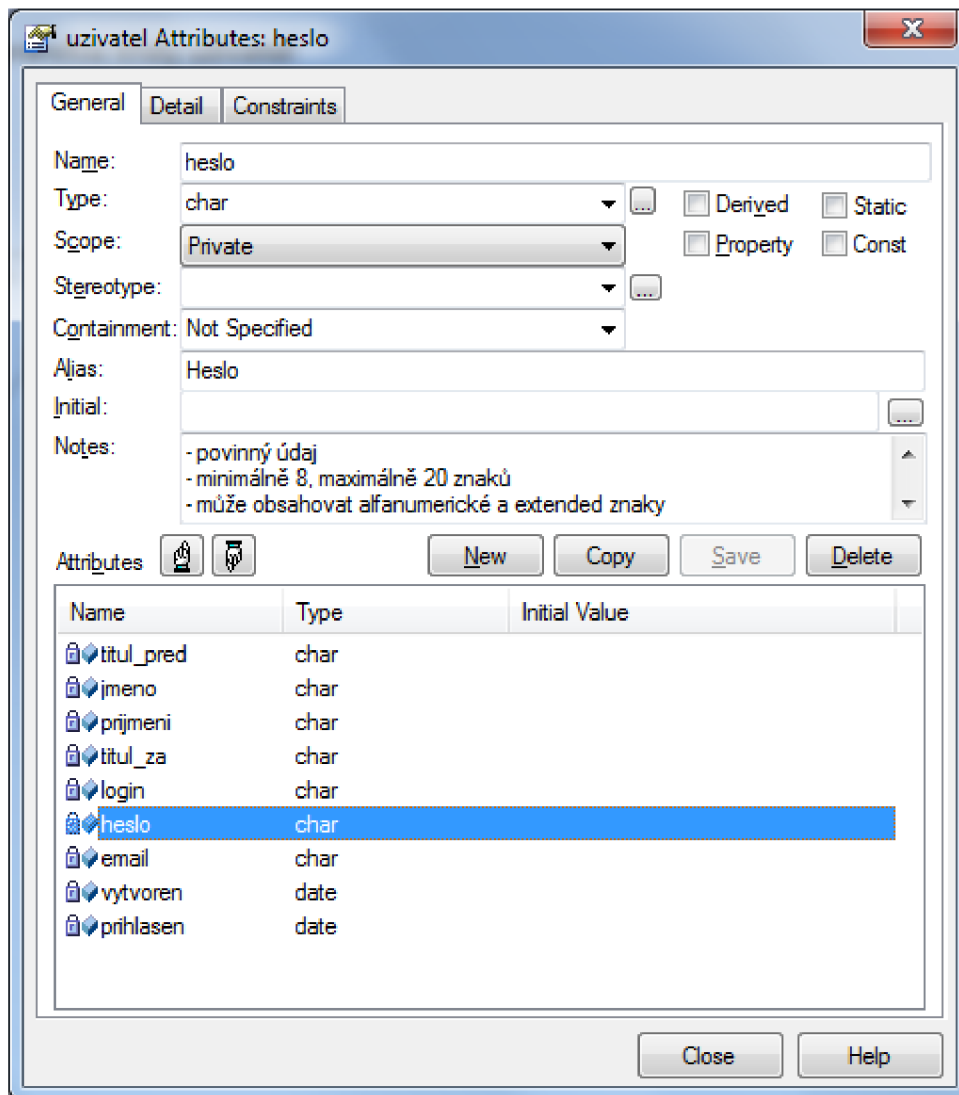 uzivatel Attributes: heslo
General Detail Constraints
Name: heslo
Type: char ... Derived Static
Scope: Private Property Const
Stereotype: ...
Containment: Not Specified
Alias: Heslo
Initial: ...
Notes: - povinný údaj
- minimálně 8, maximálně 20 znaků
- může obsahovat alfanumerické a extended znaky
Attributes New Copy Save Delete
Name Type Initial Value
titul_pred char
jmeno char
prijmeni char
titul_za char
login char
heslo char
email char
vytvoren date
prihlasen date
Close Help